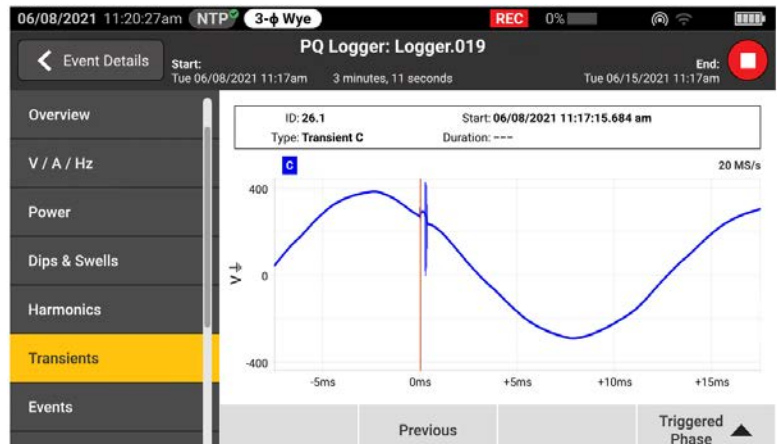 06/08/2021 11:20:27am NTP 3-ɸ Wye REC 0%
Event Details
PQ Logger: Logger.019
Start:
Tue 06/08/2021 11:17am
3 minutes, 11 seconds
End:
Tue 06/15/2021 11:17am
Overview
V / A / Hz
Power
Dips & Swells
Harmonics
Transients
Events
ID: 26.1 Start: 06/08/2021 11:17:15.684 am
Type: Transient C Duration: ---
C 20 MS/s
400
0
-400
V ⏚
-5ms 0ms +5ms +10ms +15ms
Previous
Triggered
Phase